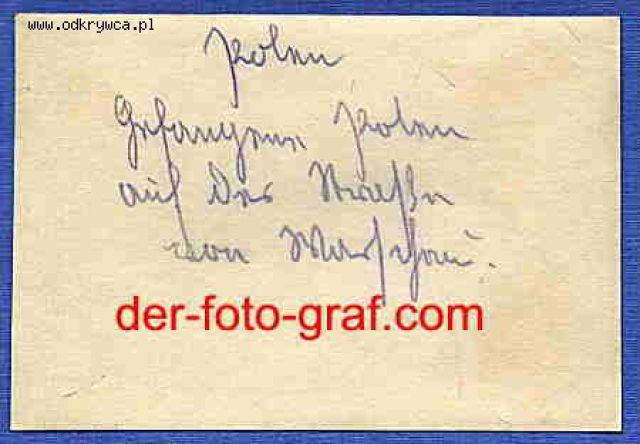 www.odkrywca.pl
Polen
Gefangene Polen
auf der Straße
von Warschau.
der-foto-graf.com